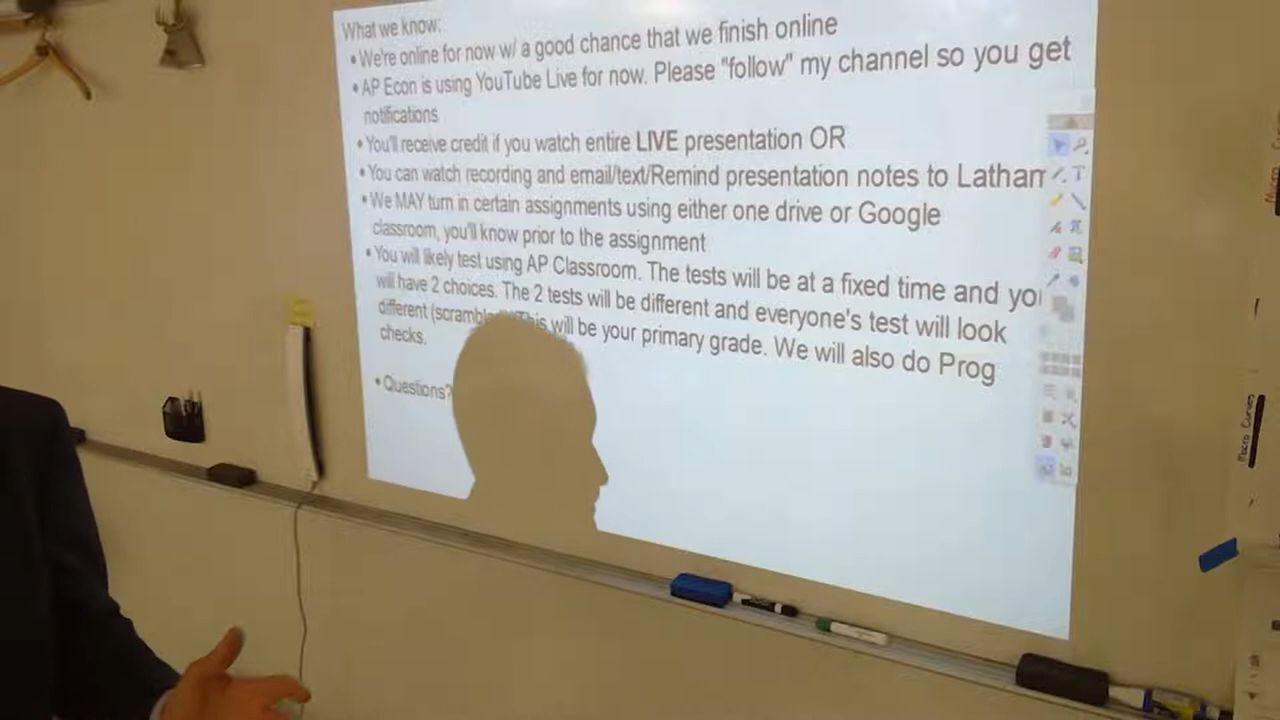 What we know:
• We're online for now w/ a good chance that we finish online
• AP Econ is using YouTube Live for now. Please "follow" my channel so you get
notifications
• You'll receive credit if you watch entire LIVE presentation OR
• You can watch recording and email/text/Remind presentation notes to Latham
• We MAY turn in certain assignments using either one drive or Google
classroom, you'll know prior to the assignment
• You will likely test using AP Classroom. The tests will be at a fixed time and you
will have 2 choices. The 2 tests will be different and everyone's test will look
different (scramble This will be your primary grade. We will also do Prog
checks.
• Questions?
Macro Curves